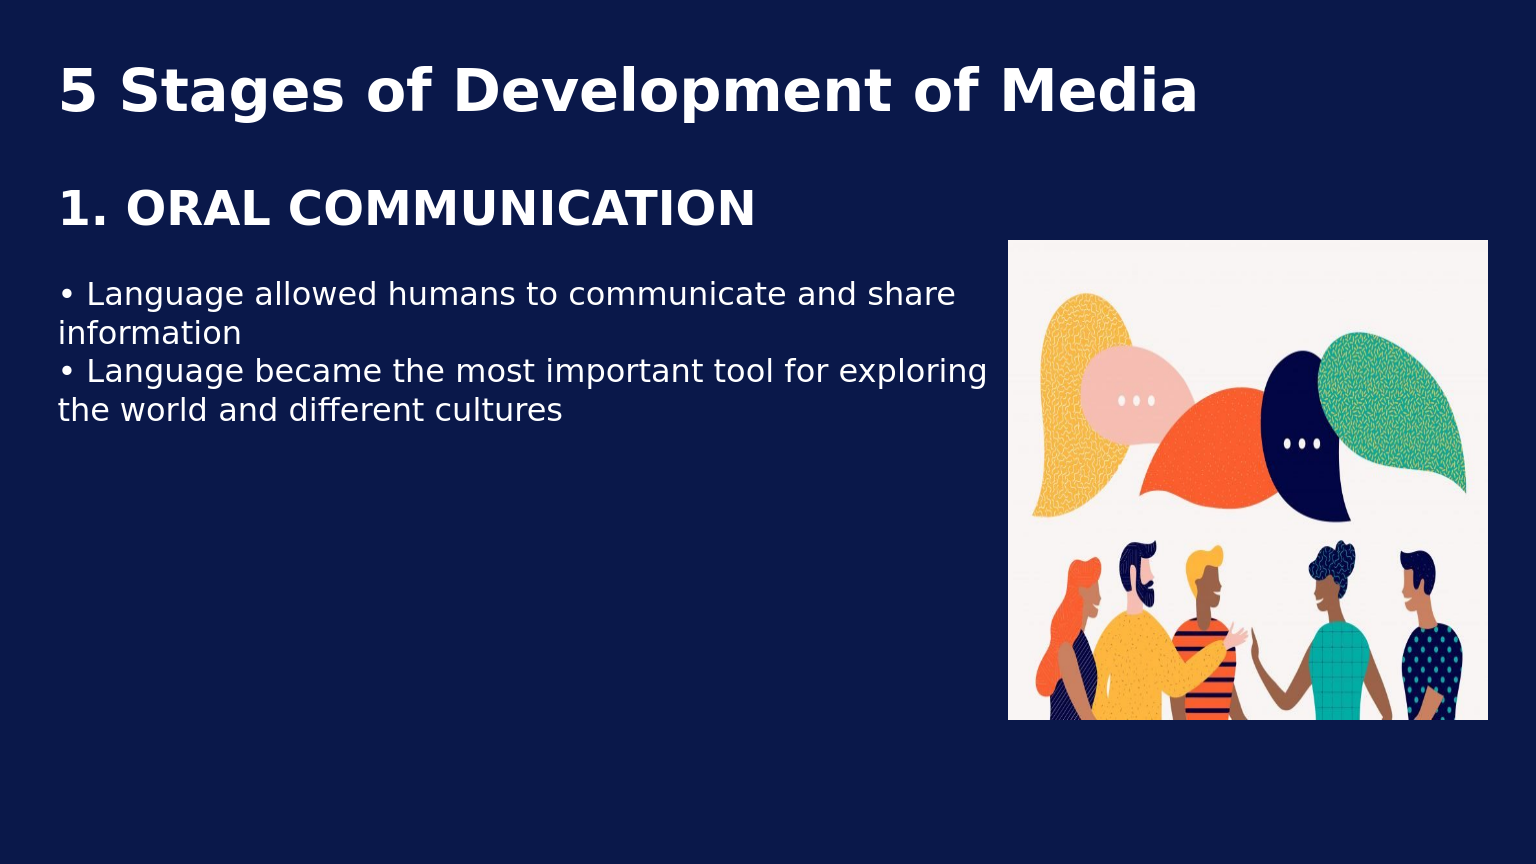 5 Stages of Development of Media
1. ORAL COMMUNICATION
• Language allowed humans to communicate and share
information
• Language became the most important tool for exploring
the world and different cultures